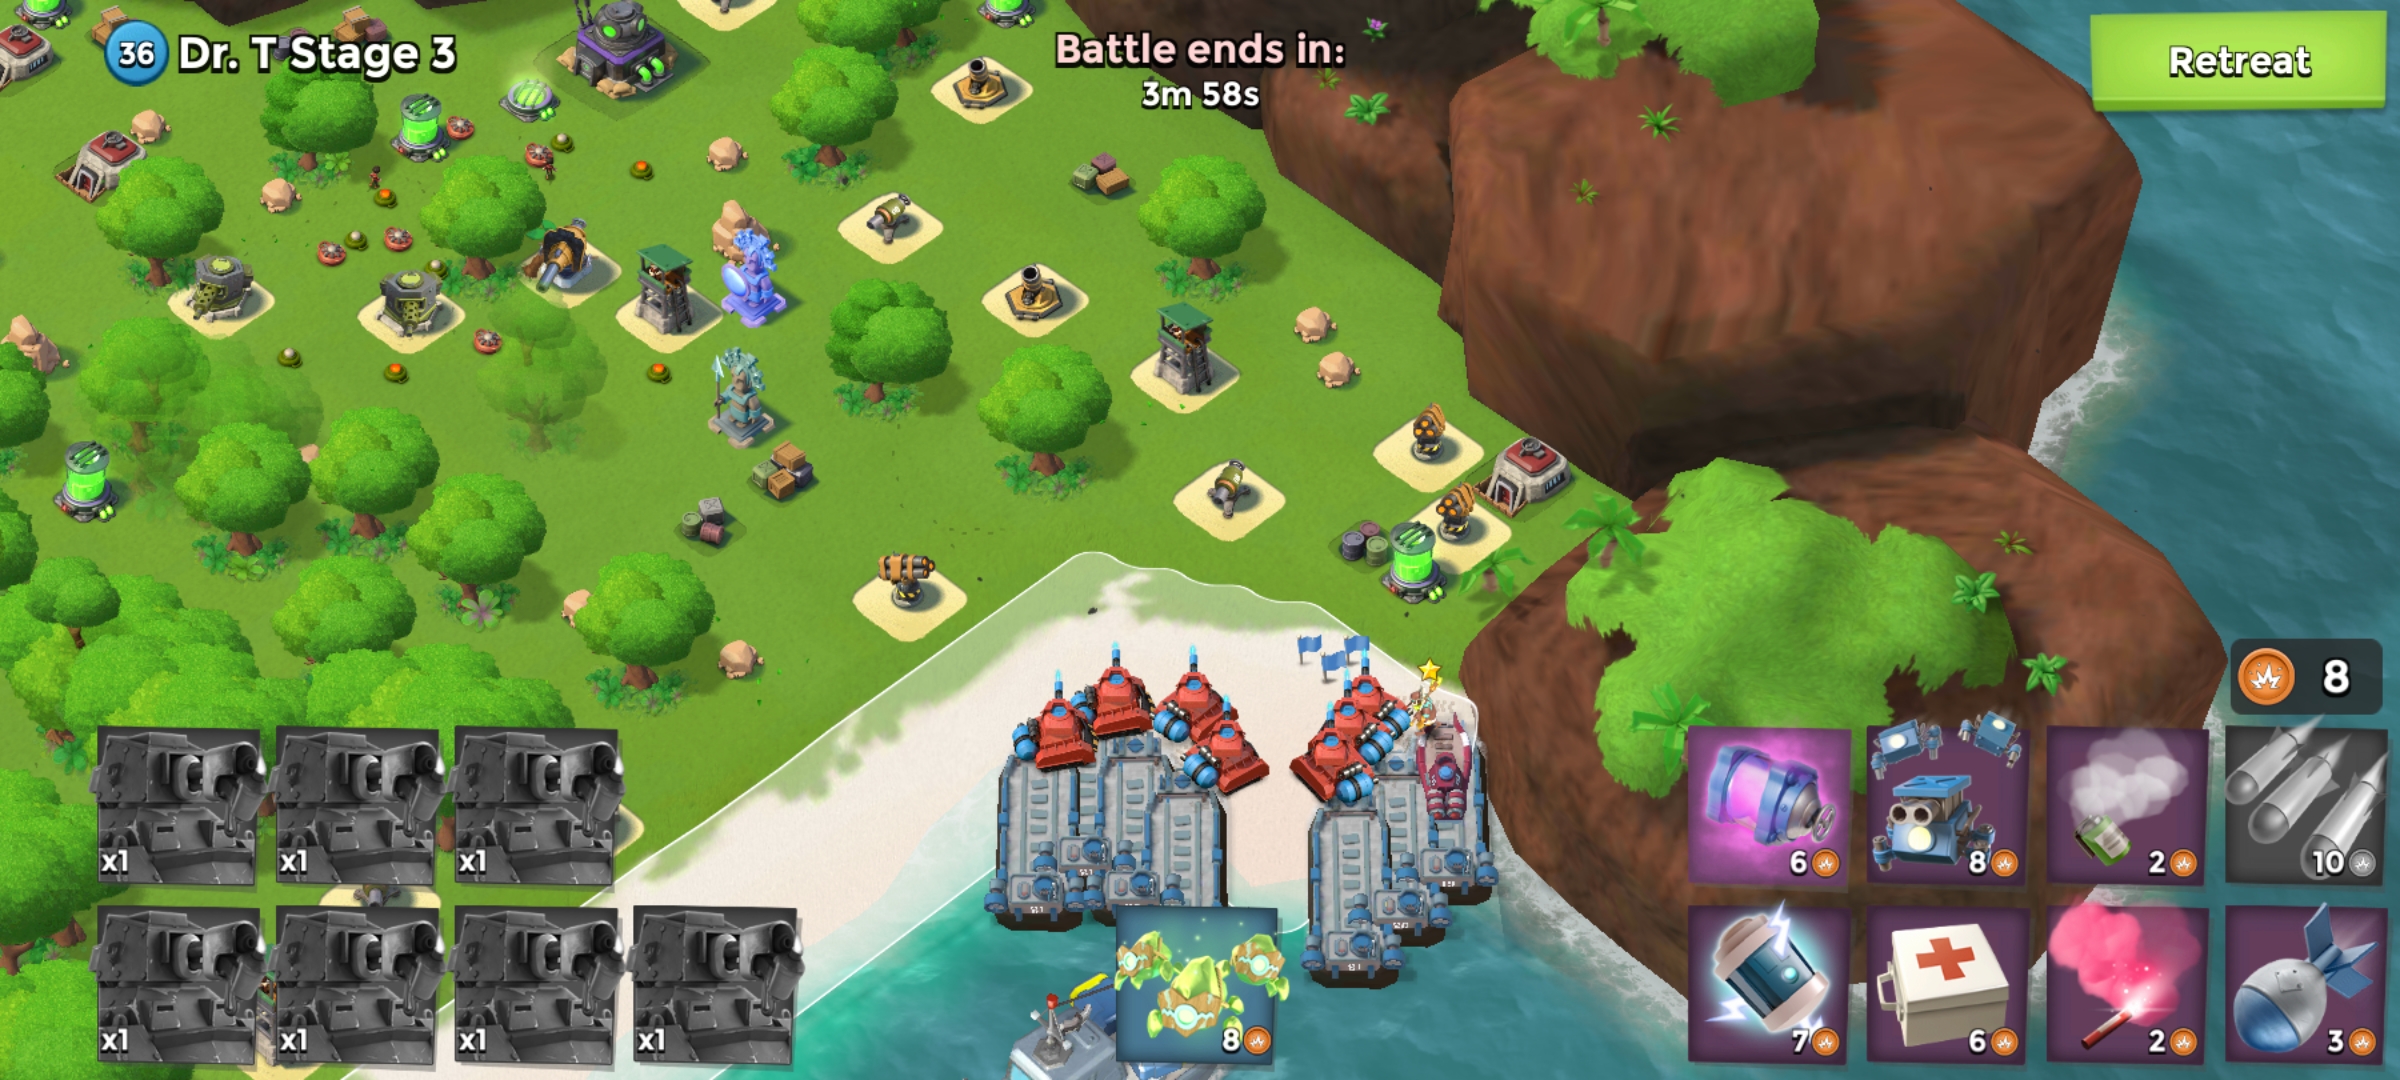 36 Dr. T Stage 3
Battle ends in:
3m 58s
Retreat
8
x1 x1 x1
6 8 2 10
x1 x1 x1 x1
8
7 6 2 3